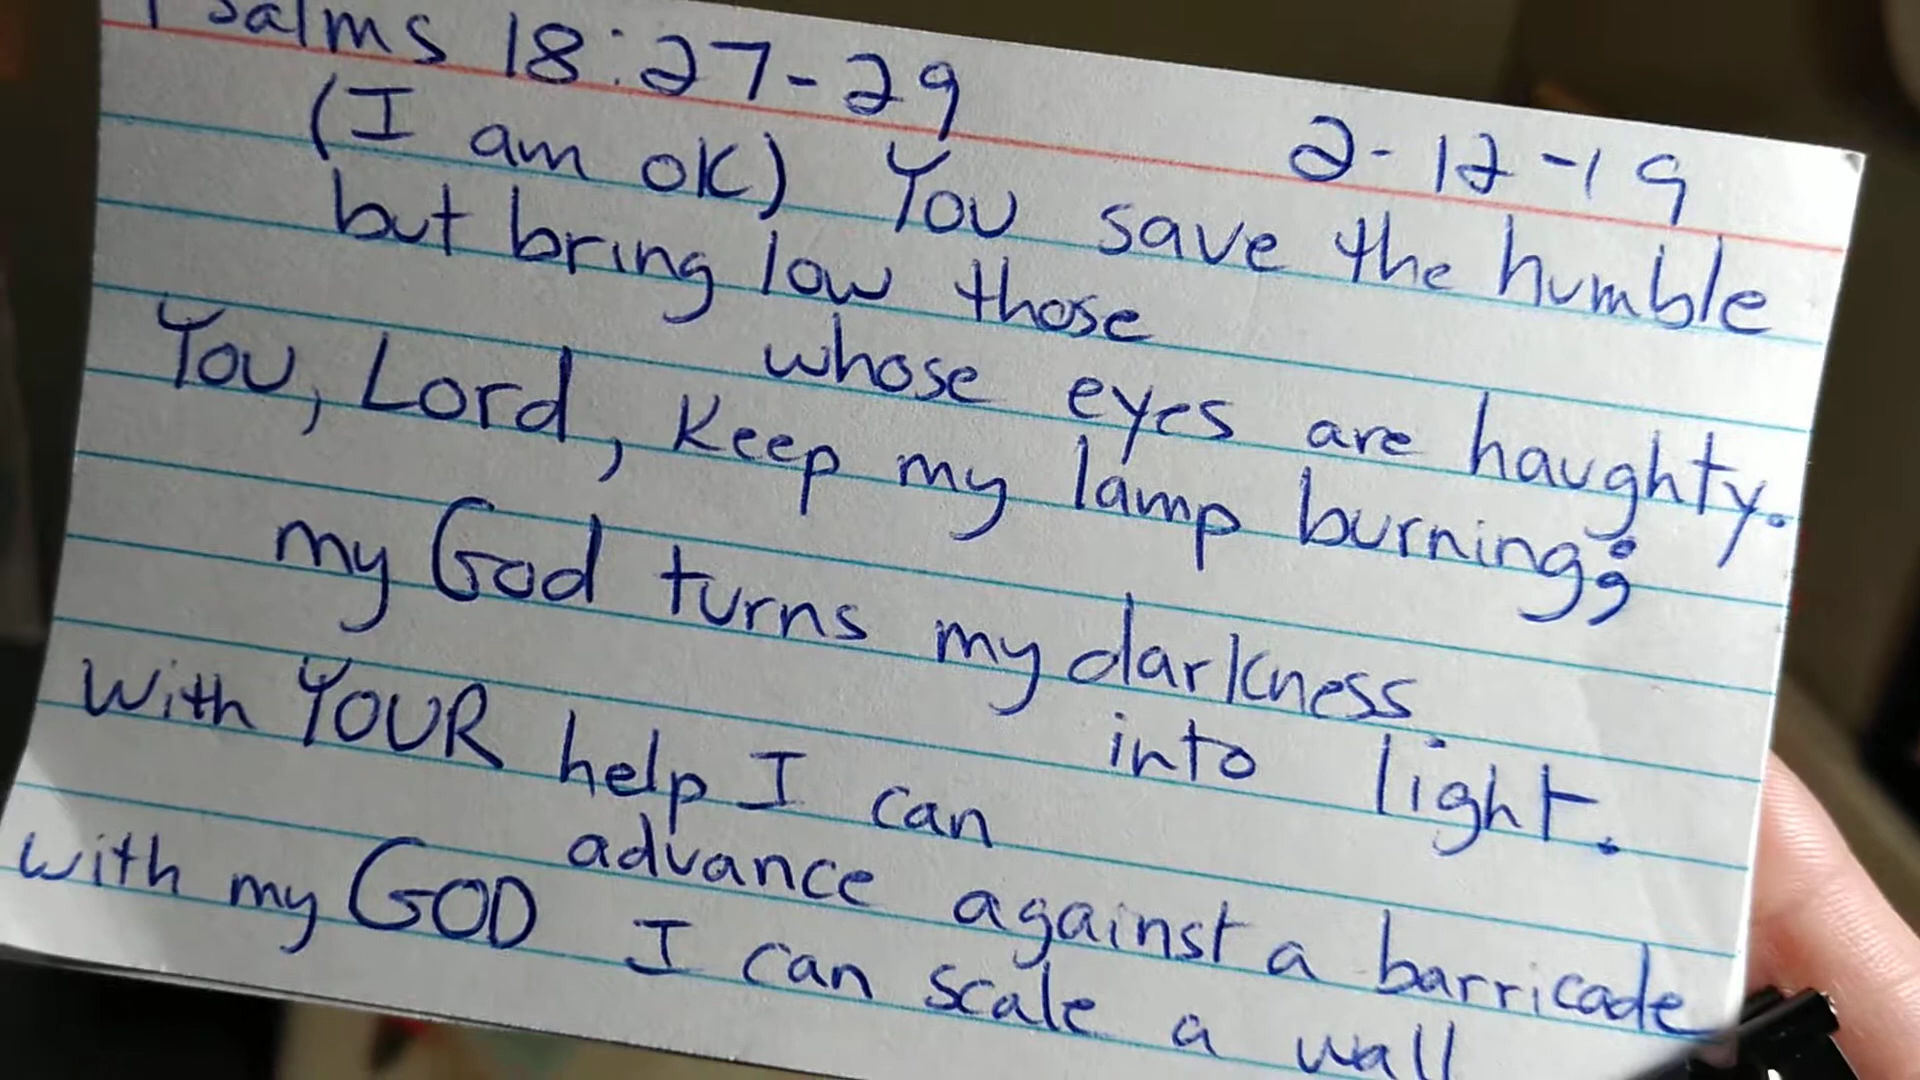 Psalms 18:27-29
2-12-19
(I am OK) You save the humble
but bring low those
whose eyes are haughty.
You, Lord, keep my lamp burning;
my God turns my darkness
into light.
With YOUR help I can
advance against a barricade
with my GOD I can scale a wall